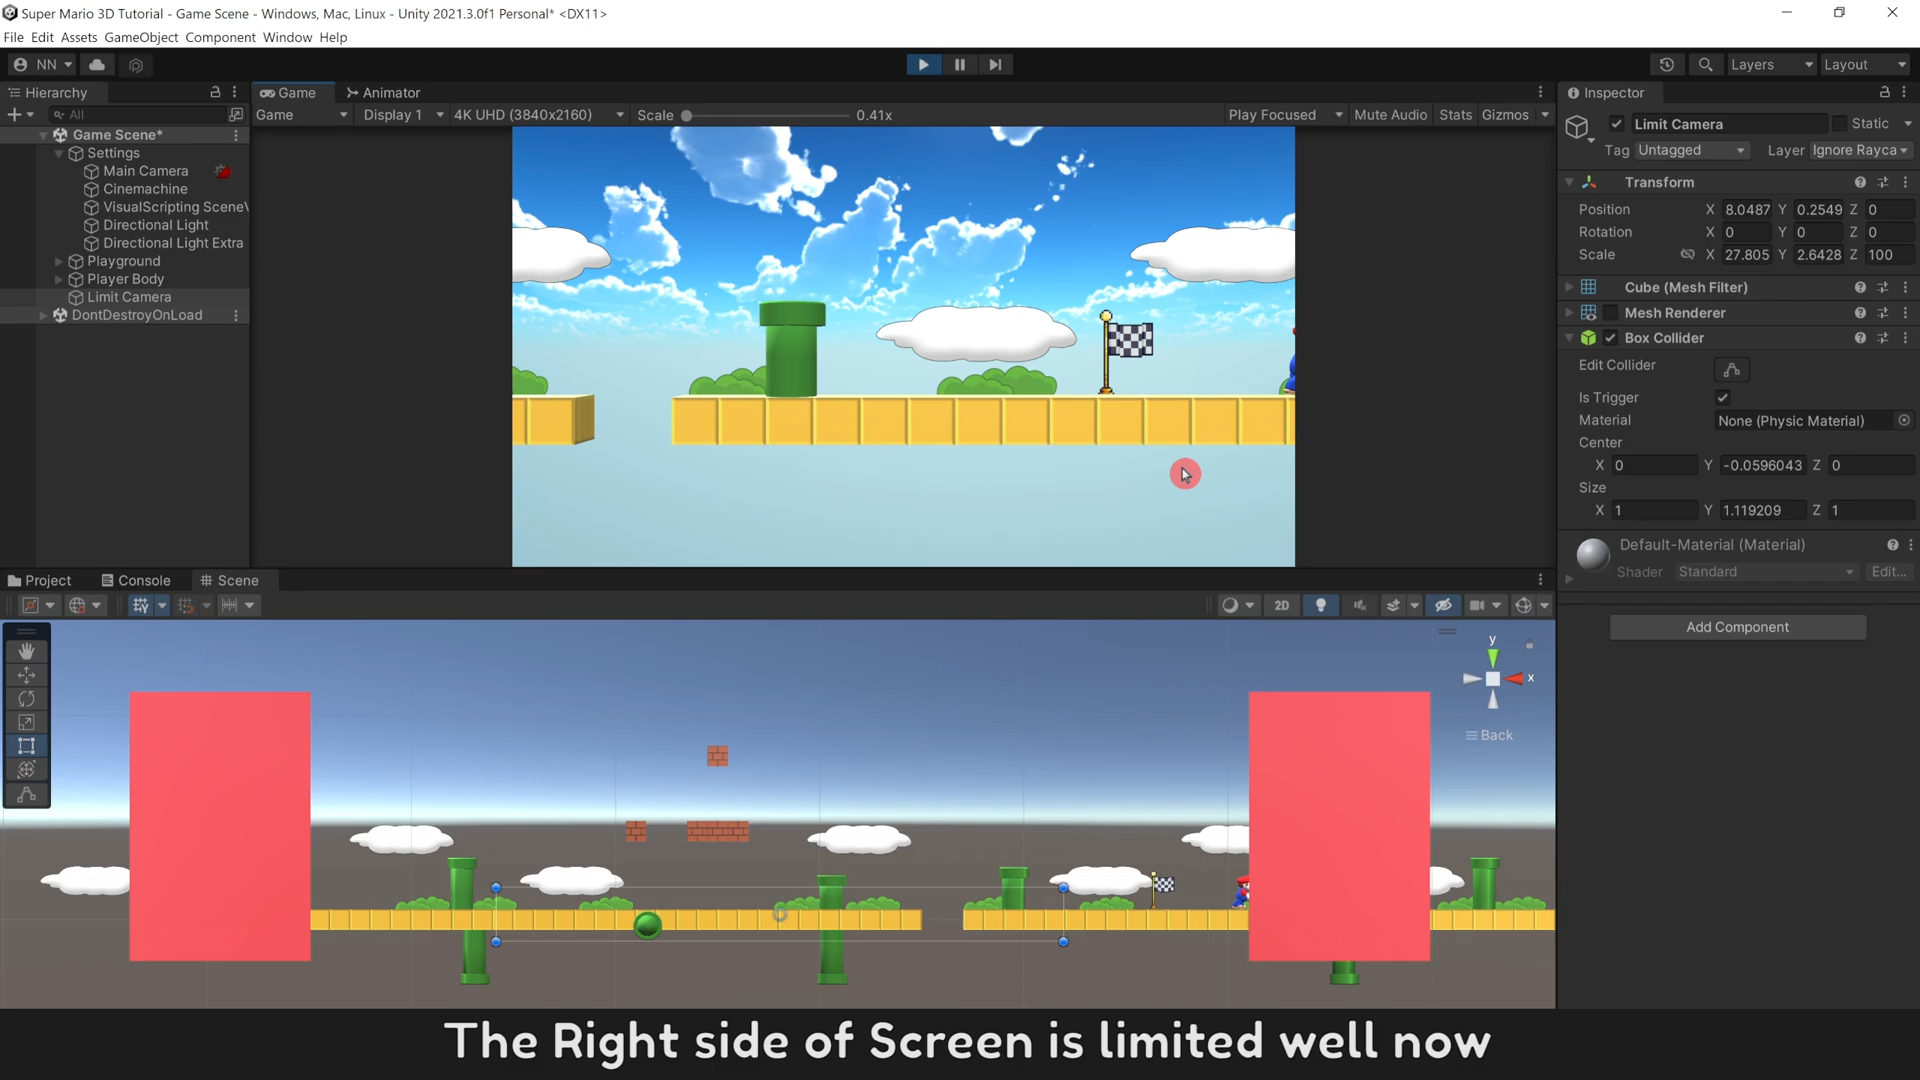 Super Mario 3D Tutorial - Game Scene - Windows, Mac, Linux - Unity 2021.3.0f1 Personal* <DX11>
File Edit Assets GameObject Component Window Help
NN Layers Layout
Hierarchy Game Animator Inspector
All Game Display 1 4K UHD (3840x2160) Scale 0.41x Play Focused Mute Audio Stats Gizmos
Limit Camera Static
Tag Untagged Layer Ignore Rayca
Game Scene*
Settings
Main Camera
Cinemachine
VisualScripting Scene
Directional Light
Directional Light Extra
Playground
Player Body
Limit Camera
DontDestroyOnLoad
Transform
Position X 8.0487 Y 0.2549 Z 0
Rotation X 0 Y 0 Z 0
Scale X 27.805 Y 2.6428 Z 100
Cube (Mesh Filter)
Mesh Renderer
Box Collider
Edit Collider
Is Trigger
Material None (Physic Material)
Center
X 0 Y -0.0596043 Z 0
Size
X 1 Y 1.119209 Z 1
Default-Material (Material)
Shader Standard Edit...
Add Component
Project Console Scene
2D
y
x
Back
The Right side of Screen is limited well now